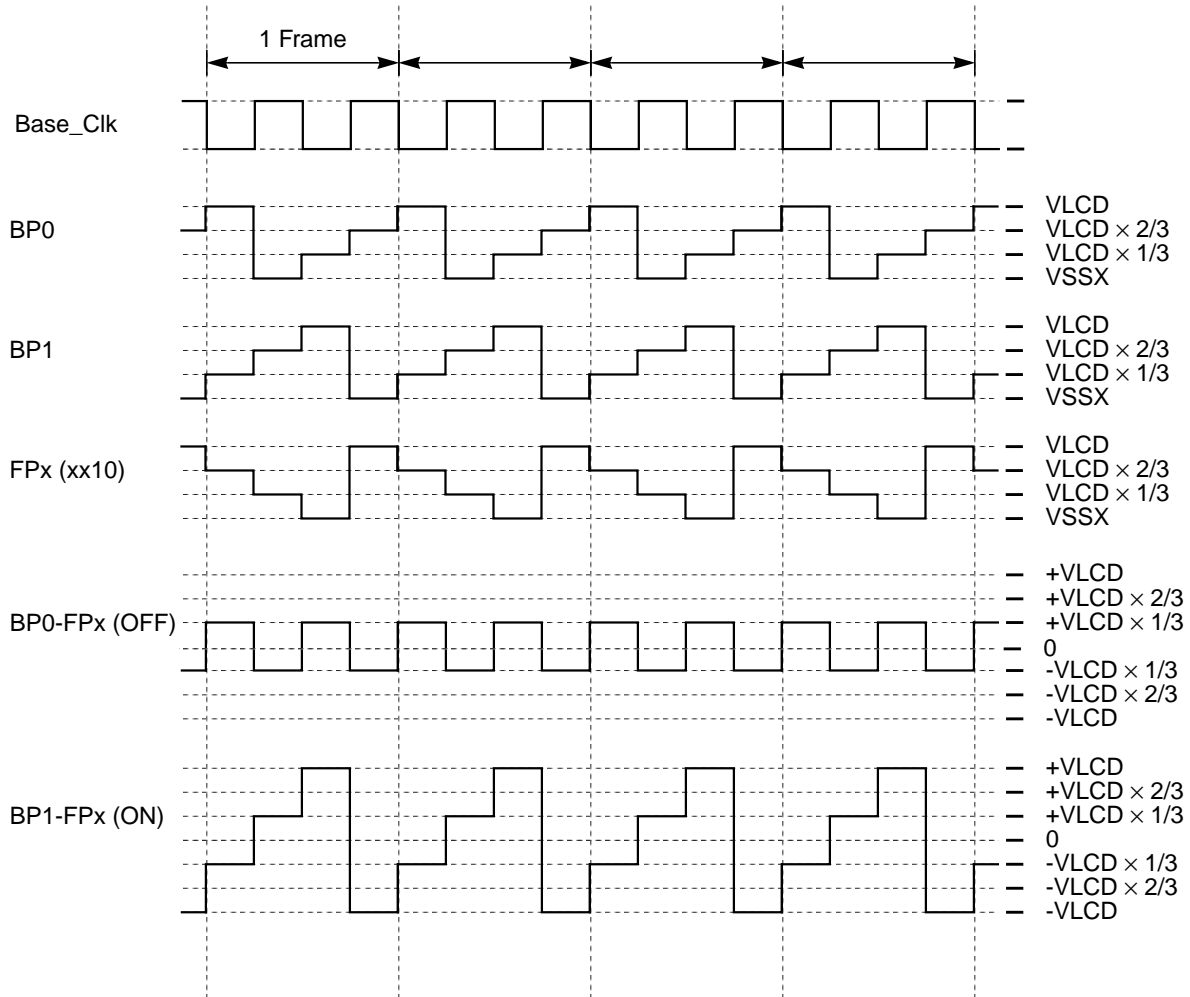 1 Frame
Base_Clk
BP0
VLCD
VLCD × 2/3
VLCD × 1/3
VSSX
BP1
VLCD
VLCD × 2/3
VLCD × 1/3
VSSX
FPx (xx10)
VLCD
VLCD × 2/3
VLCD × 1/3
VSSX
BP0-FPx (OFF)
+VLCD
+VLCD × 2/3
+VLCD × 1/3
0
-VLCD × 1/3
-VLCD × 2/3
-VLCD
BP1-FPx (ON)
+VLCD
+VLCD × 2/3
+VLCD × 1/3
0
-VLCD × 1/3
-VLCD × 2/3
-VLCD